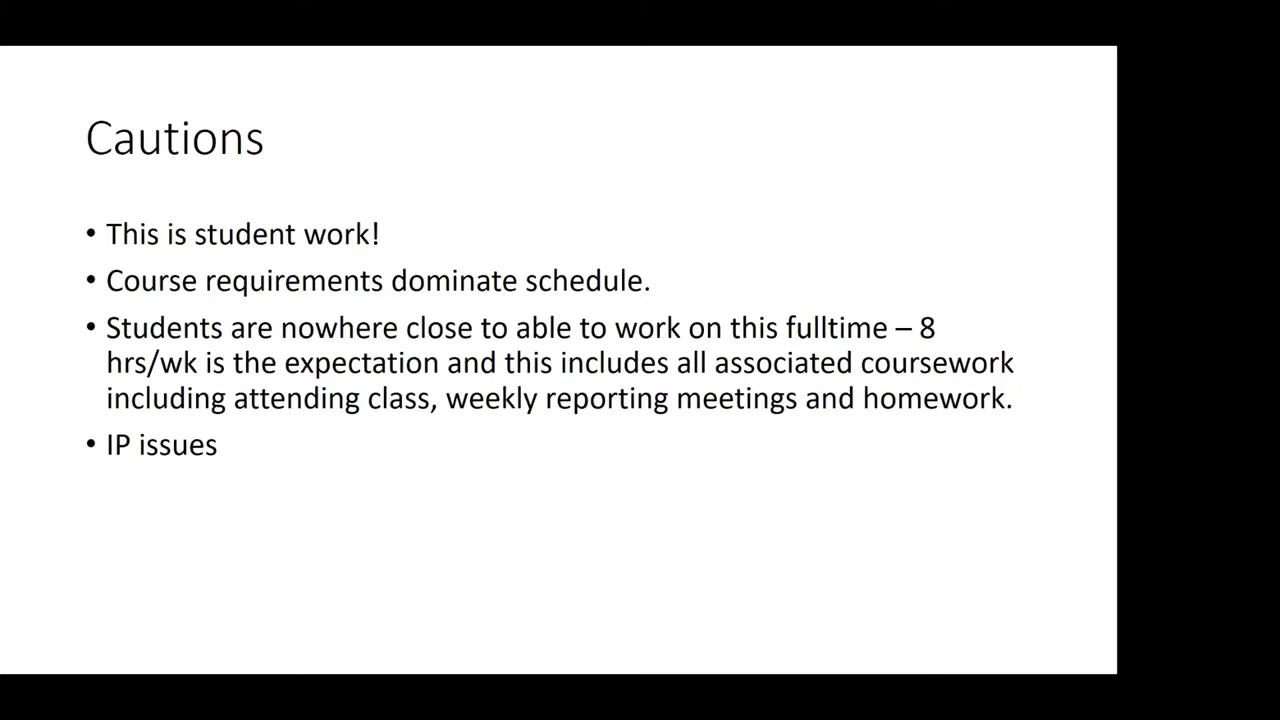 Cautions
• This is student work!
• Course requirements dominate schedule.
• Students are nowhere close to able to work on this fulltime – 8
hrs/wk is the expectation and this includes all associated coursework
including attending class, weekly reporting meetings and homework.
• IP issues